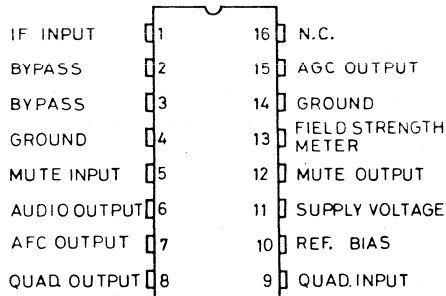 IF INPUT 1 16 N.C.
BYPASS 2 15 AGC OUTPUT
BYPASS 3 14 GROUND
GROUND 4 13 FIELD STRENGTH METER
MUTE INPUT 5 12 MUTE OUTPUT
AUDIO OUTPUT 6 11 SUPPLY VOLTAGE
AFC OUTPUT 7 10 REF. BIAS
QUAD. OUTPUT 8 9 QUAD. INPUT